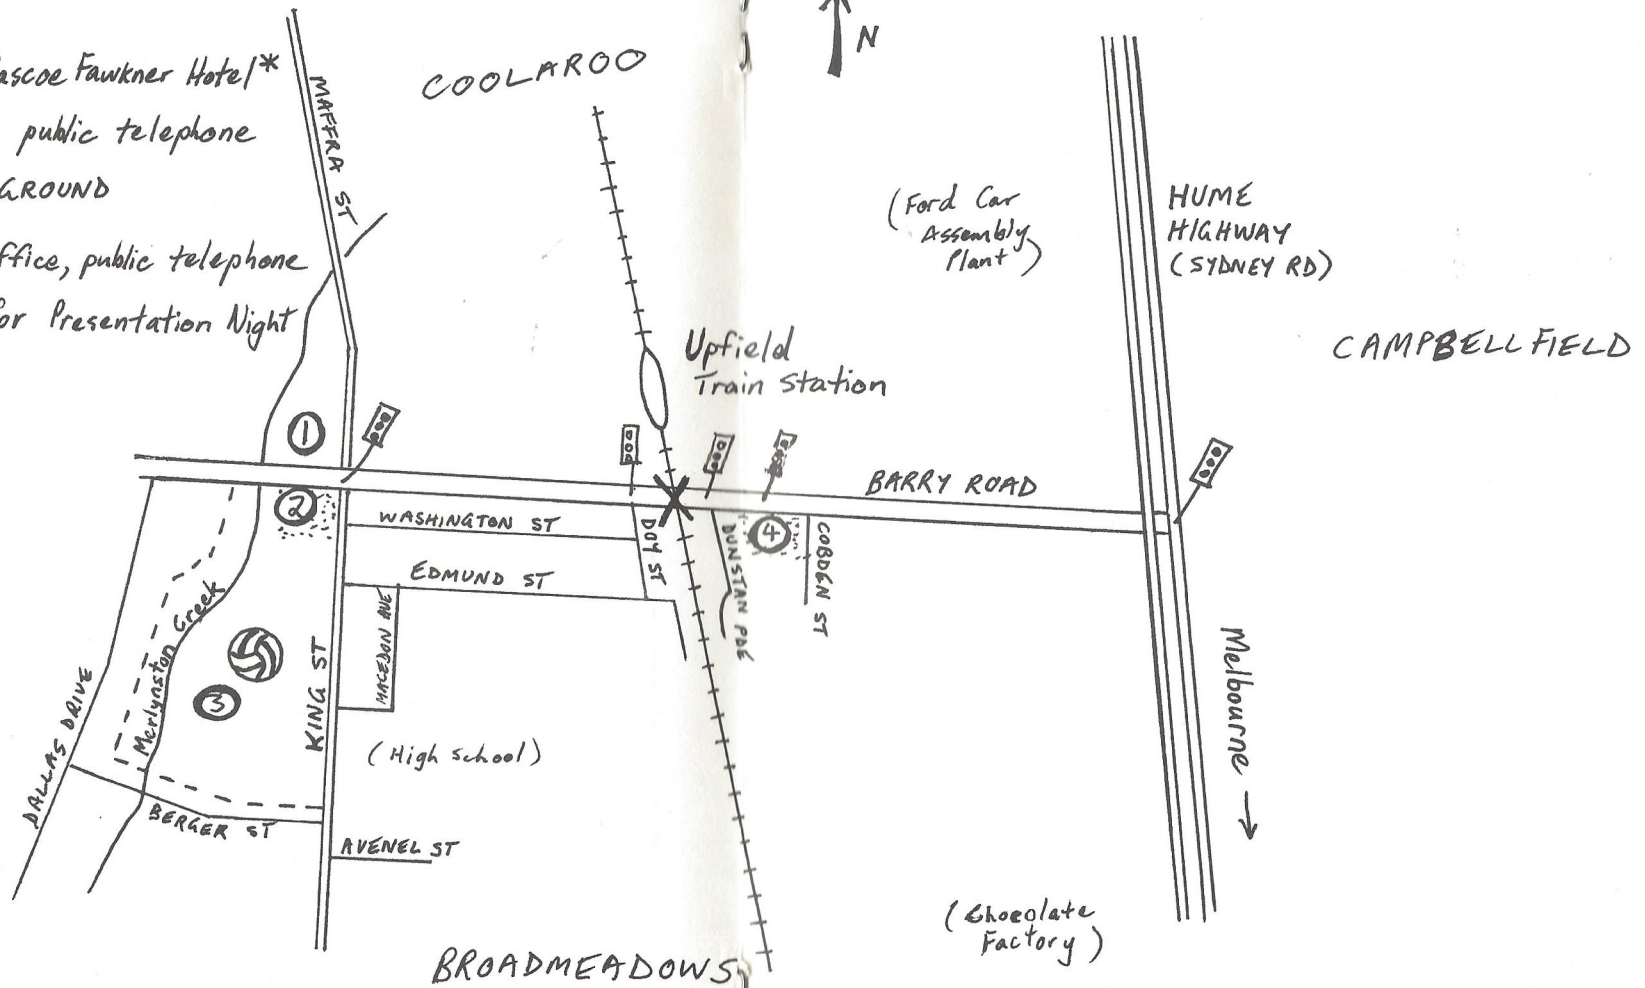 ascoe Fawkner Hotel*
public telephone
GROUND
ffice, public telephone
or Presentation Night
MAFFRA ST
COOLAROO
N
(Ford Car
Assembly
Plant)
HUME
HIGHWAY
(SYDNEY RD)
CAMPBELLFIELD
Upfield
Train Station
1
2
BARRY ROAD
WASHINGTON ST
DOY ST
DUNSTAN PDE
4
COBDEN ST
EDMUND ST
MACEDON AVE
KING ST
Merlynston Creek
3
DALLAS DRIVE
(High School)
BERGER ST
AVENEL ST
Melbourne →
(Chocolate
Factory)
BROADMEADOWS